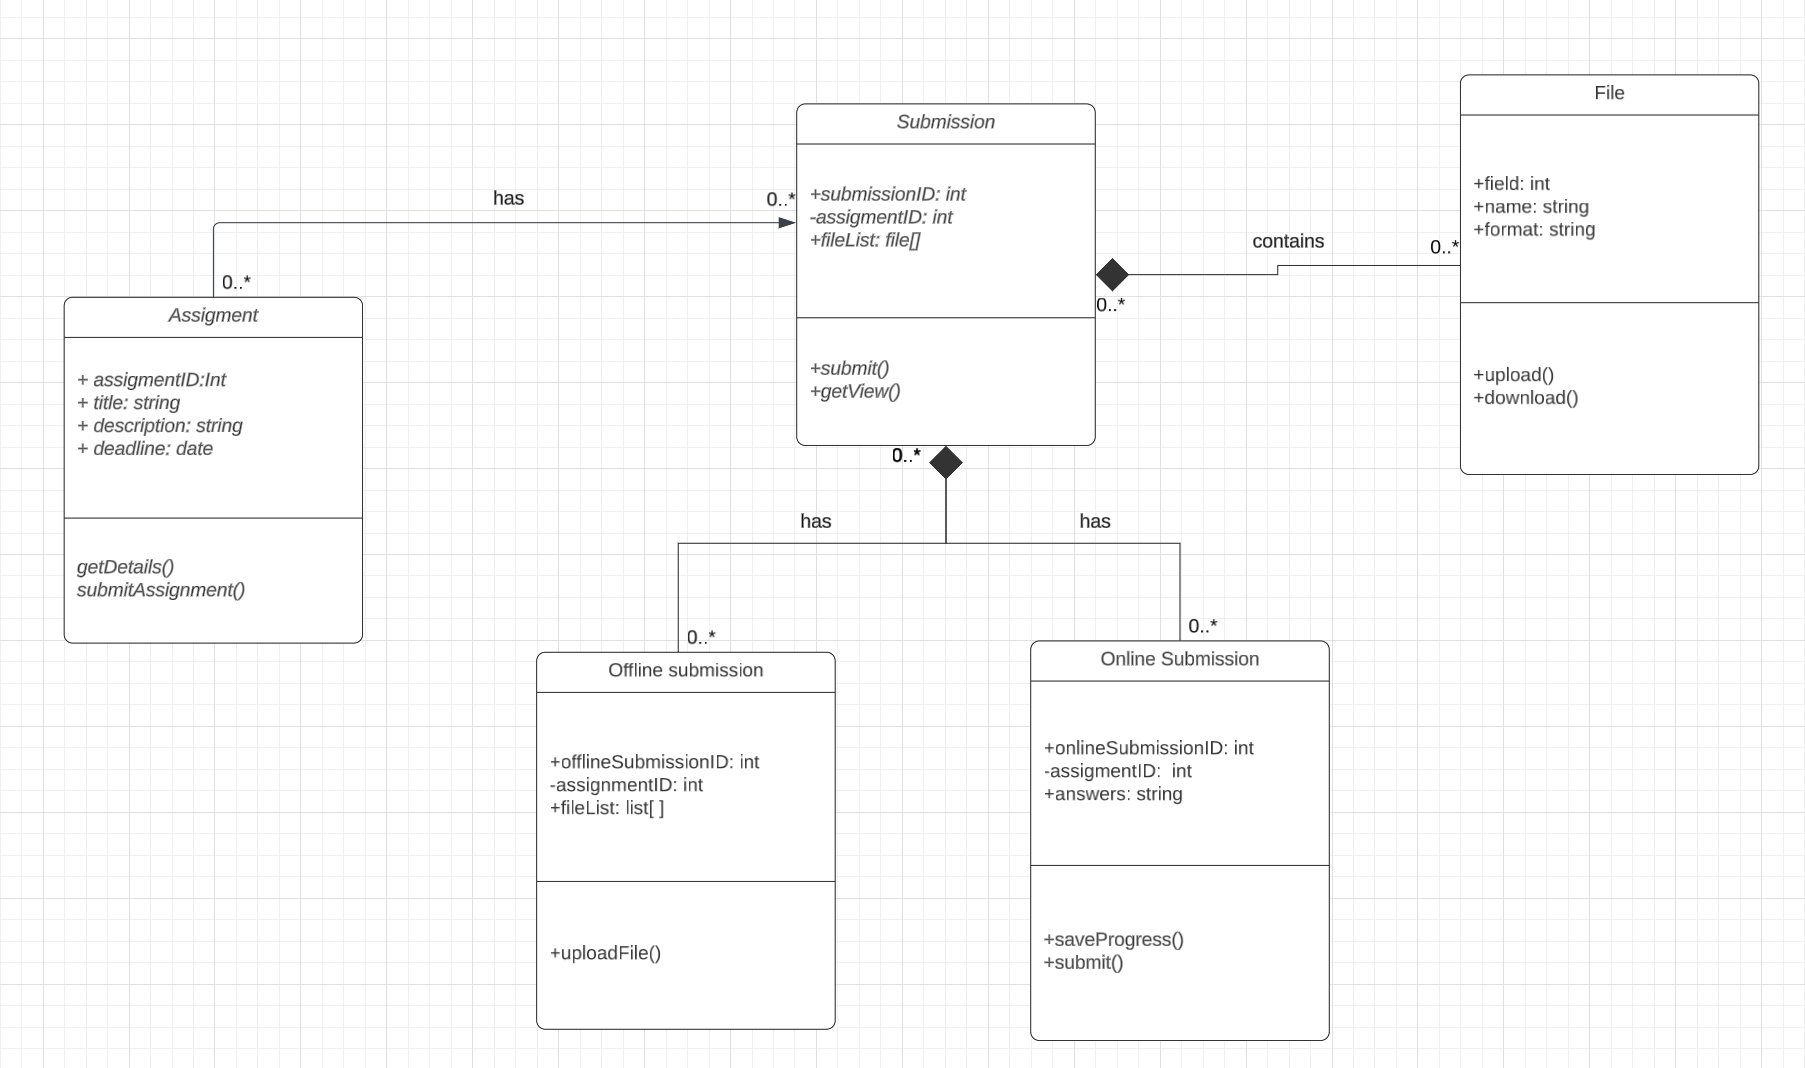 File
Submission
+field: int
+name: string
+format: string
has
0..*
+submissionID: int
-assigmentID: int
+fileList: file[]
contains
0..*
0..*
0..*
Assigment
+submit()
+getView()
+upload()
+download()
+ assigmentID:Int
+ title: string
+ description: string
+ deadline: date
0..*
has
has
getDetails()
submitAssignment()
0..*
0..*
Offline submission
Online Submission
+offlineSubmissionID: int
-assignmentID: int
+fileList: list[ ]
+onlineSubmissionID: int
-assigmentID:  int
+answers: string
+uploadFile()
+saveProgress()
+submit()